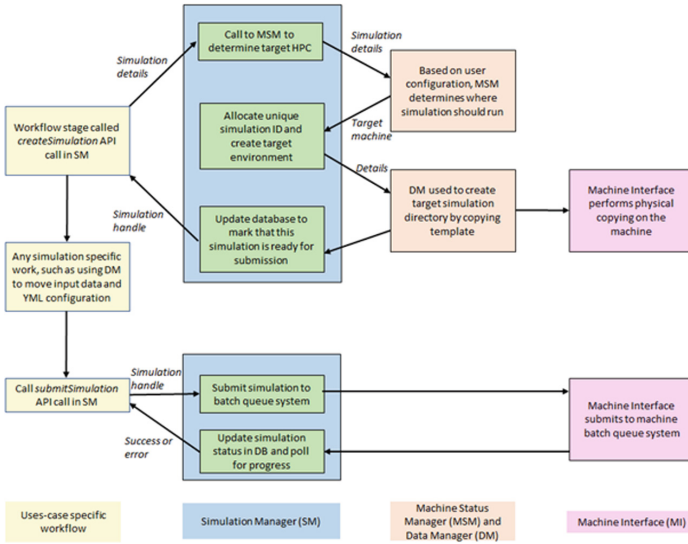 Call to MSM to
determine target HPC
Simulation
details
Simulation
details
Based on user
configuration, MSM
determines where
simulation should run
Workflow stage called
createSimulation API
call in SM
Allocate unique
simulation ID and
create target
environment
Target
machine
Details
Simulation
handle
Update database to
mark that this
simulation is ready for
submission
DM used to create
target simulation
directory by copying
template
Machine Interface
performs physical
copying on the
machine
Any simulation specific
work, such as using DM
to move input data and
YML configuration
Call submitSimulation
API call in SM
Simulation
handle
Submit simulation to
batch queue system
Machine Interface
submits to machine
batch queue system
Success or
error
Update simulation
status in DB and poll
for progress
Uses-case specific
workflow
Simulation Manager (SM)
Machine Status
Manager (MSM) and
Data Manager (DM)
Machine Interface (MI)